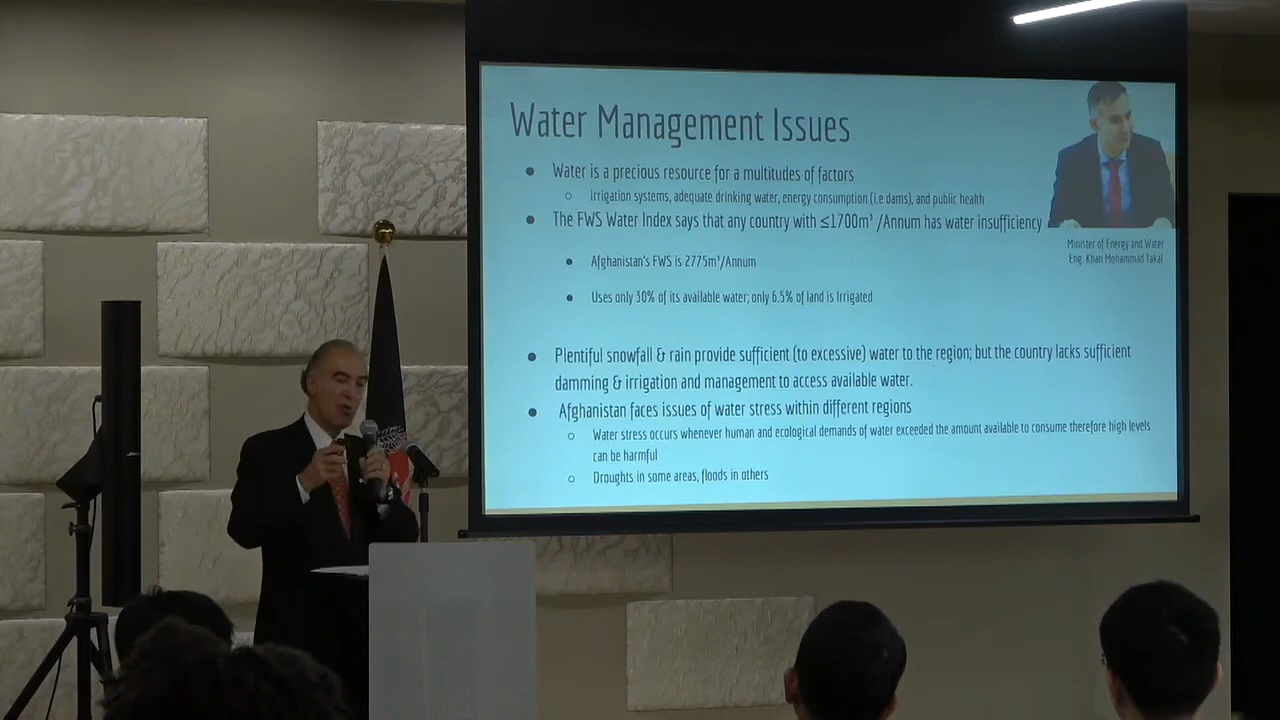 Water Management Issues
● Water is a precious resource for a multitudes of factors
○ irrigation systems, adequate drinking water, energy consumption (i.e dams), and public health
● The FWS Water Index says that any country with ≤1700m³ /Annum has water insufficiency
Minister of Energy and Water
Eng. Khan Mohammad Takal
● Afghanistan's FWS is 2775m³/Annum
● Uses only 30% of its available water; only 6.5% of land is Irrigated
● Plentiful snowfall & rain provide sufficient (to excessive) water to the region; but the country lacks sufficient
damming & irrigation and management to access available water.
● Afghanistan faces issues of water stress within different regions
○ Water stress occurs whenever human and ecological demands of water exceeded the amount available to consume therefore high levels
can be harmful
○ Droughts in some areas, floods in others